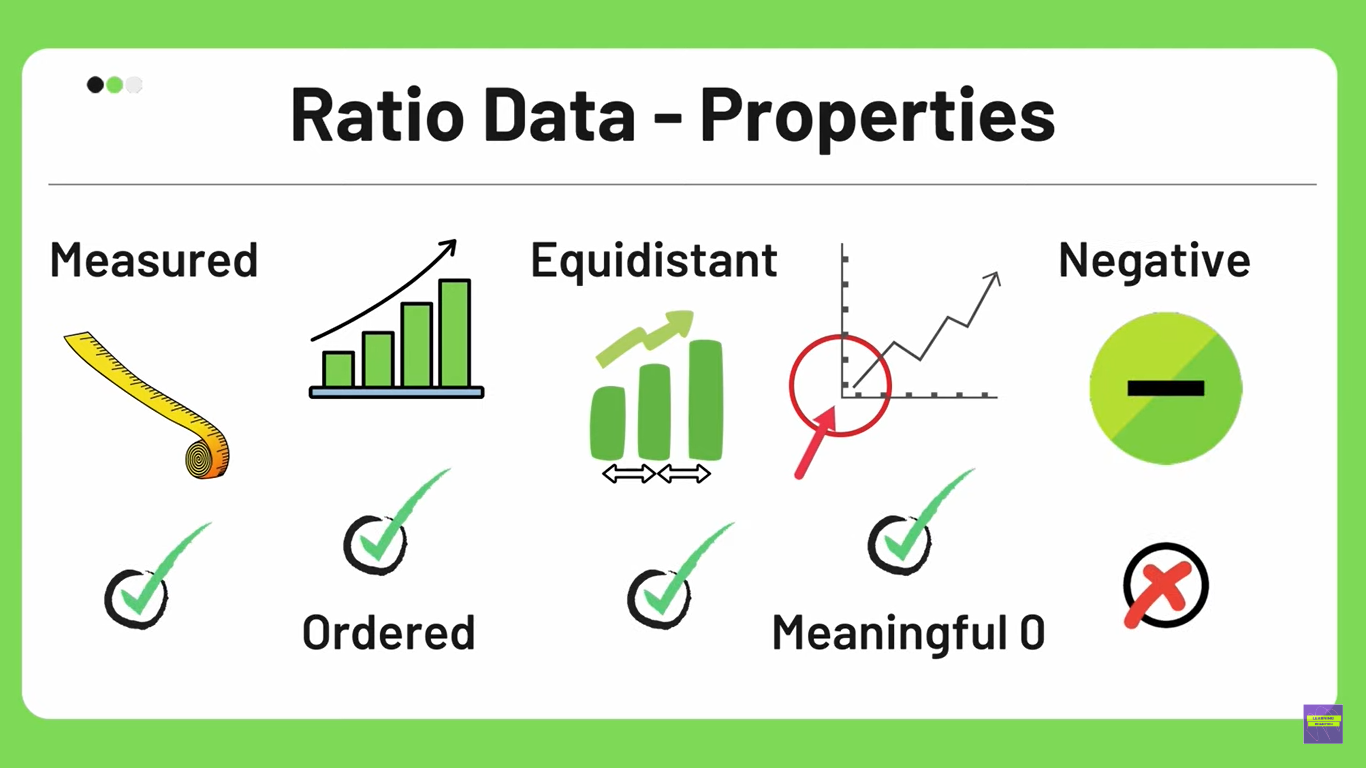 Ratio Data - Properties
Measured
Equidistant
Negative
Ordered
Meaningful 0